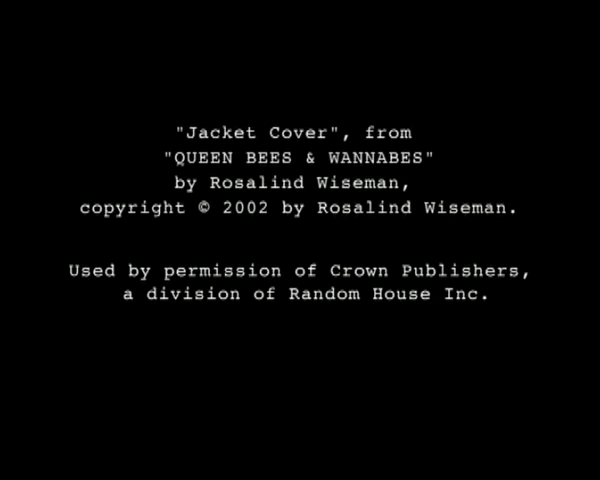 "Jacket Cover", from
"QUEEN BEES & WANNABES"
by Rosalind Wiseman,
copyright © 2002 by Rosalind Wiseman.
Used by permission of Crown Publishers,
a division of Random House Inc.